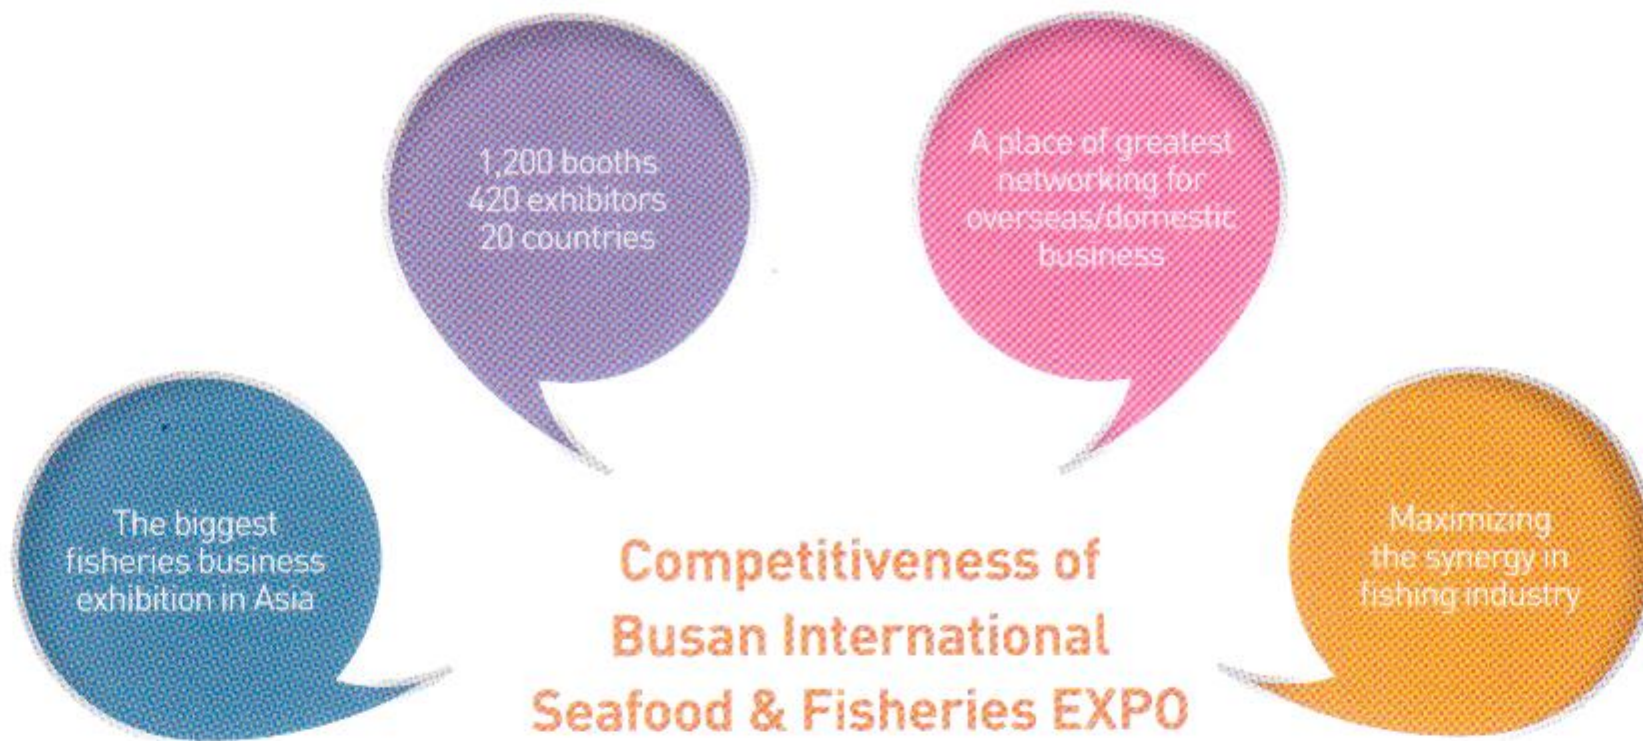 1,200 booths
420 exhibitors
20 countries
A place of greatest
networking for
overseas/domestic
business
The biggest
fisheries business
exhibition in Asia
Maximizing
the synergy in
fishing industry
Competitiveness of
Busan International
Seafood & Fisheries EXPO